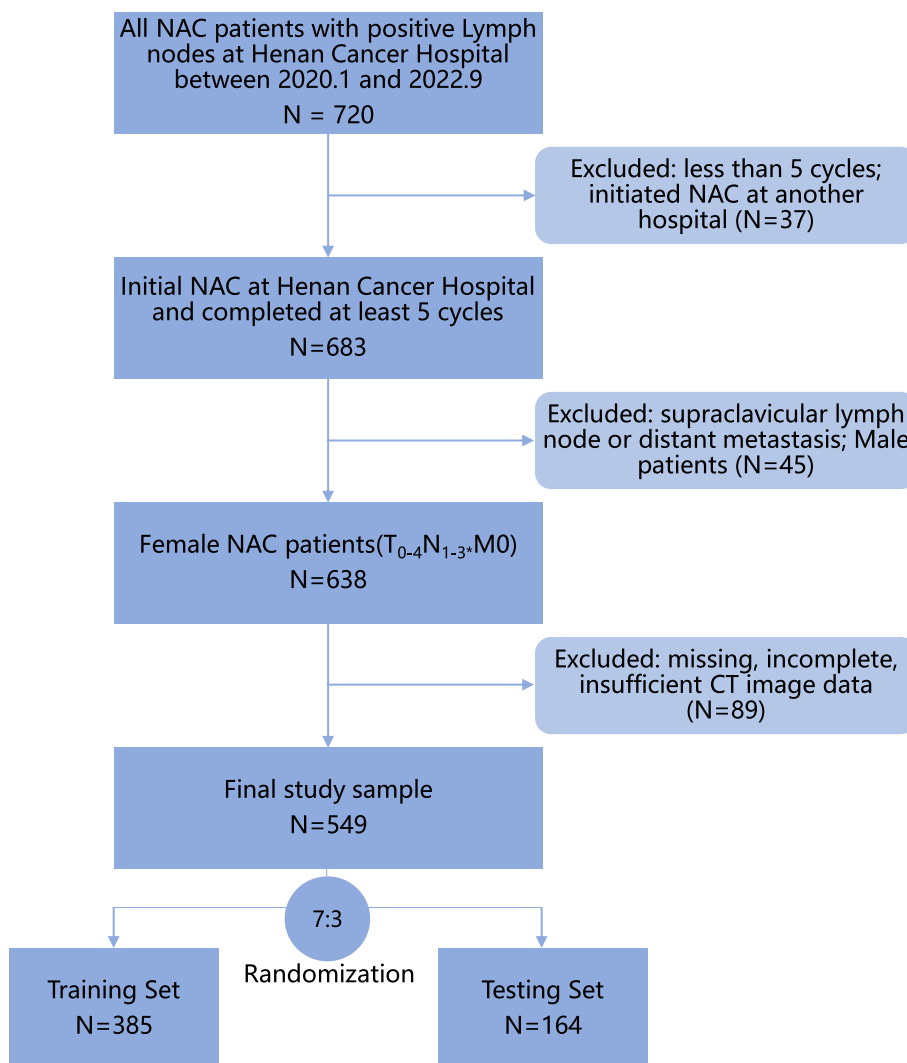 All NAC patients with positive Lymph
nodes at Henan Cancer Hospital
between 2020.1 and 2022.9
N = 720
Excluded: less than 5 cycles;
initiated NAC at another
hospital (N=37)
Initial NAC at Henan Cancer Hospital
and completed at least 5 cycles
N=683
Excluded: supraclavicular lymph
node or distant metastasis; Male
patients (N=45)
Female NAC patients(T₀₋₄N₁₋₃*M0)
N=638
Excluded: missing, incomplete,
insufficient CT image data
(N=89)
Final study sample
N=549
7:3
Randomization
Training Set
N=385
Testing Set
N=164